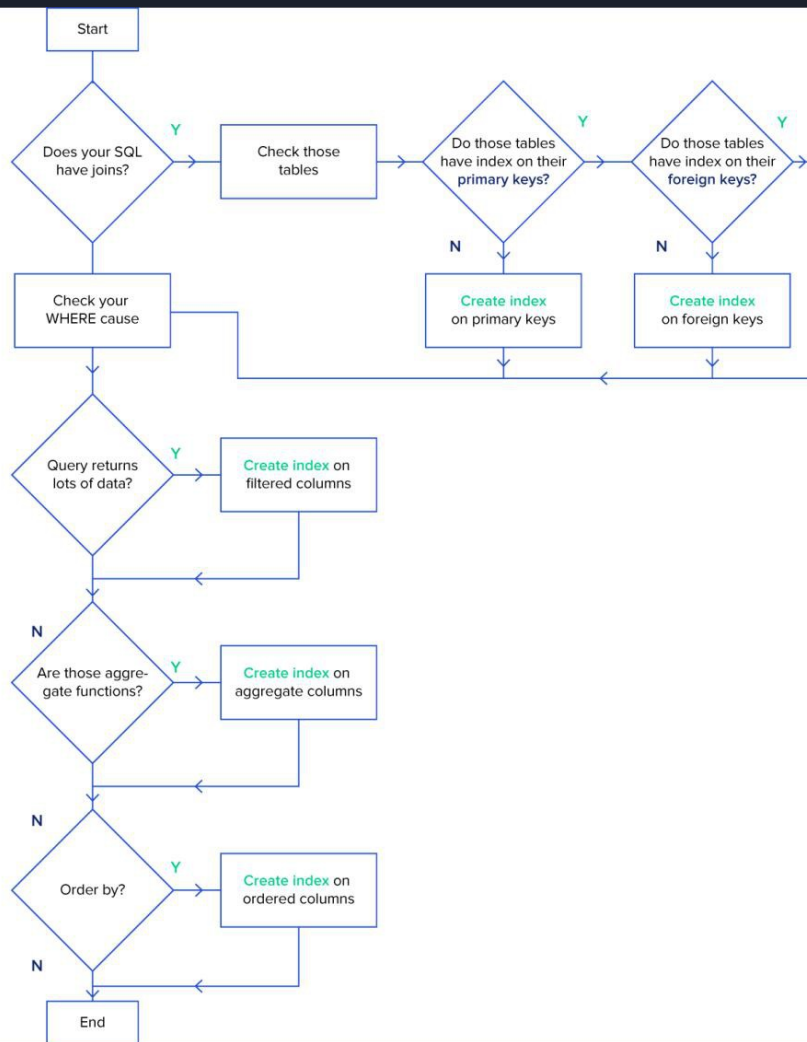 Start
Does your SQL
have joins?
Y
Check those
tables
Do those tables
have index on their
primary keys?
Y
Do those tables
have index on their
foreign keys?
Y
N
N
Check your
WHERE cause
Create index
on primary keys
Create index
on foreign keys
Query returns
lots of data?
Y
Create index on
filtered columns
N
Are those aggre-
gate functions?
Y
Create index on
aggregate columns
N
Order by?
Y
Create index on
ordered columns
N
End